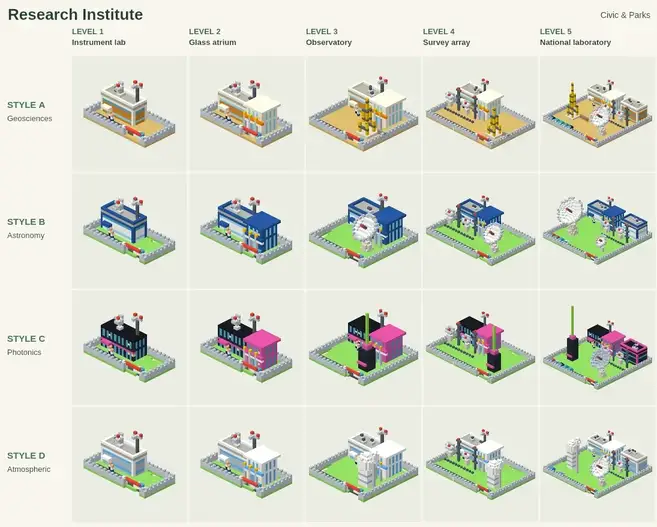 Research Institute
Civic & Parks
LEVEL 1
Instrument lab
LEVEL 2
Glass atrium
LEVEL 3
Observatory
LEVEL 4
Survey array
LEVEL 5
National laboratory
STYLE A
Geosciences
STYLE B
Astronomy
STYLE C
Photonics
STYLE D
Atmospheric